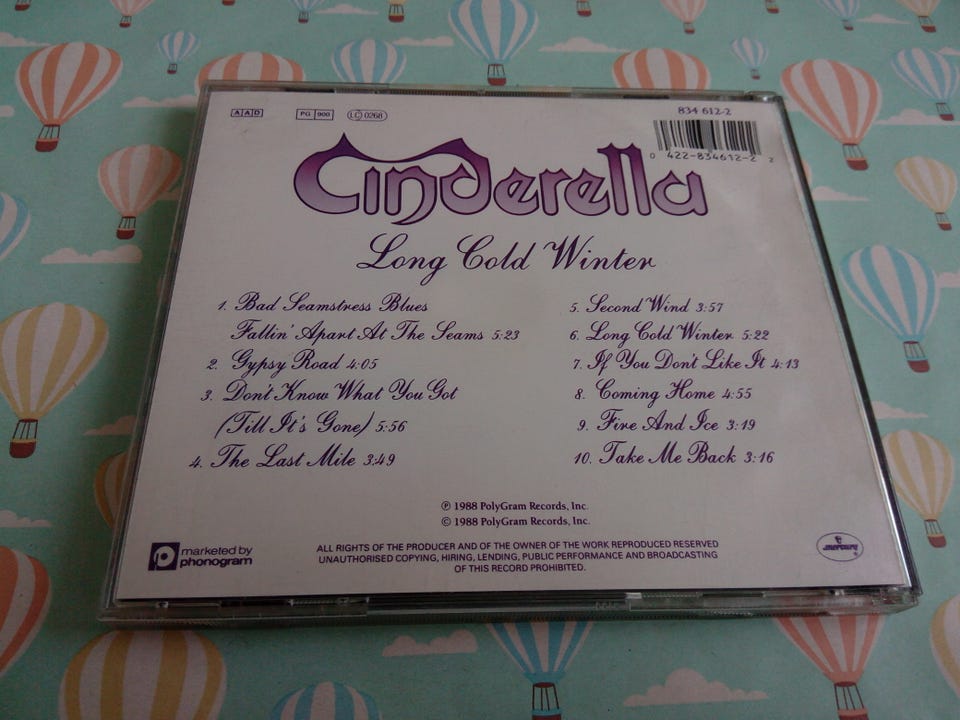 AAD PG 900 LC 0268 834 612-2
0 422-834612-2 2
Cinderella
Long Cold Winter
1. Bad Seamstress Blues
Fallin' Apart At The Seams 5:23
2. Gypsy Road 4:05
3. Don't Know What You Got
(Till It's Gone) 5:56
4. The Last Mile 3:49
5. Second Wind 3:57
6. Long Cold Winter 5:22
7. If You Don't Like It 4:13
8. Coming Home 4:55
9. Fire And Ice 3:19
10. Take Me Back 3:16
℗ 1988 PolyGram Records, Inc.
© 1988 PolyGram Records, Inc.
marketed by
phonogram
ALL RIGHTS OF THE PRODUCER AND OF THE OWNER OF THE WORK REPRODUCED RESERVED
UNAUTHORISED COPYING, HIRING, LENDING, PUBLIC PERFORMANCE AND BROADCASTING
OF THIS RECORD PROHIBITED.
mercury